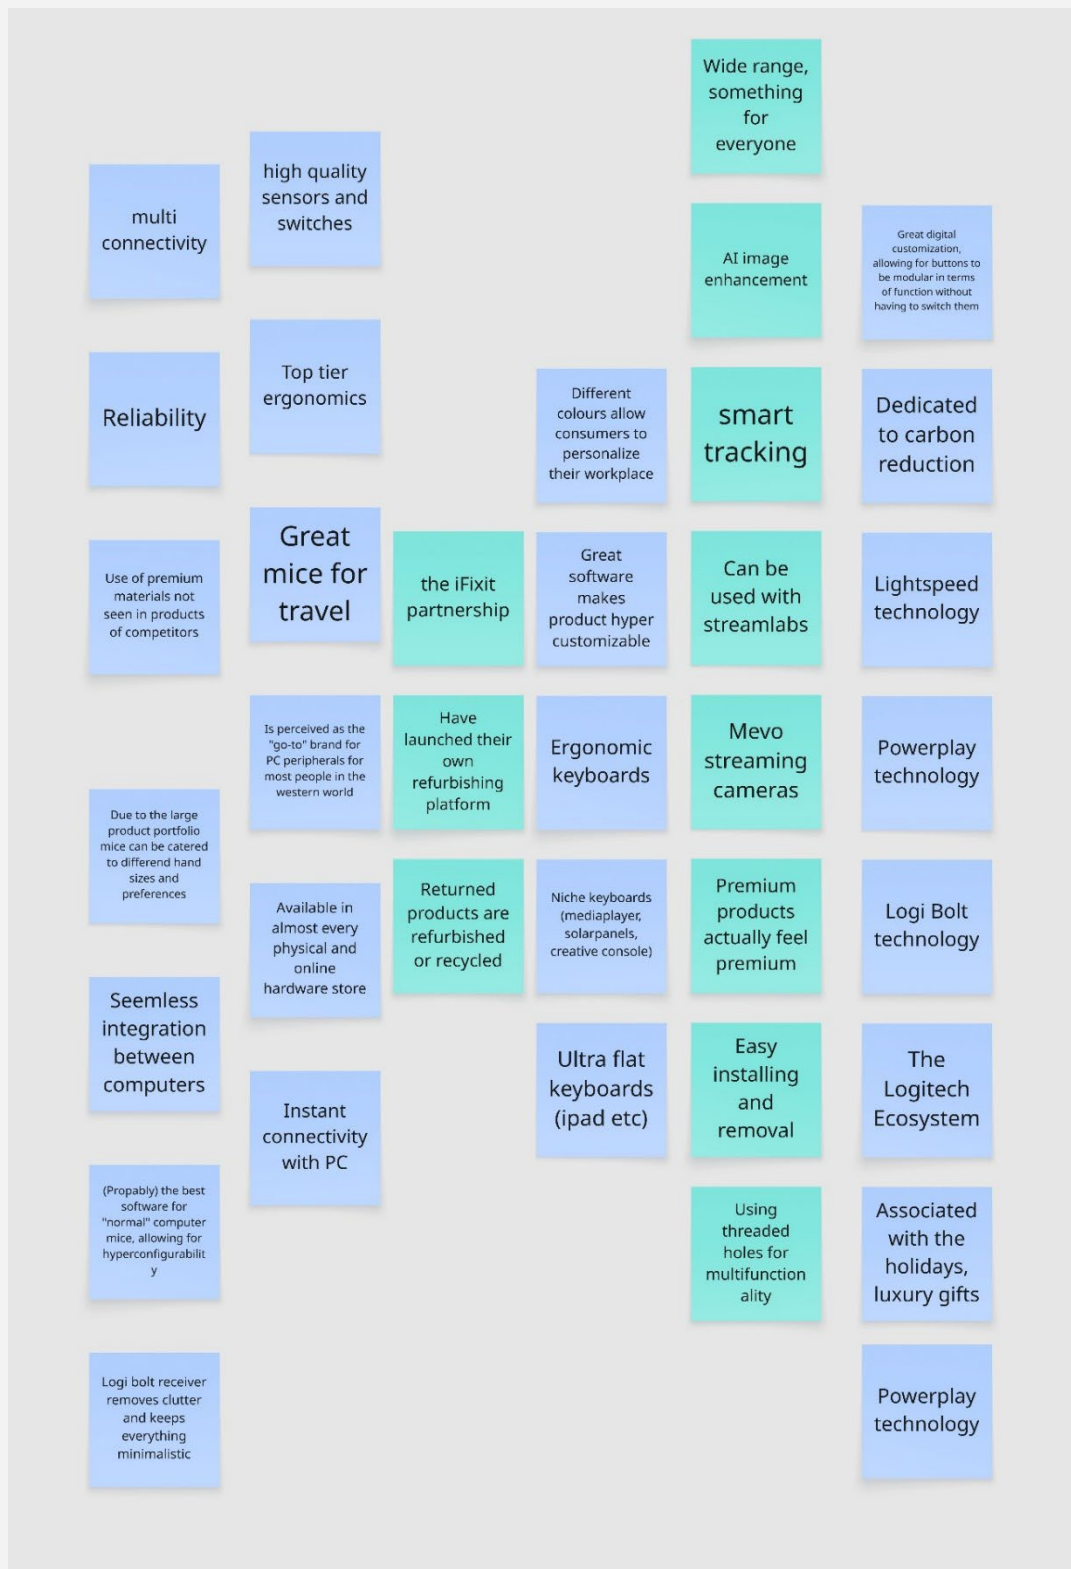 multi
connectivity
Reliability
Use of premium
materials not
seen in products
of competitors
Due to the large
product portfolio
mice can be catered
to differend hand
sizes and
preferences
Seemless
integration
between
computers
(Propably) the best
software for
"normal" computer
mice, allowing for
hyperconfigurabilit
y
Logi bolt receiver
removes clutter
and keeps
everything
minimalistic
high quality
sensors and
switches
Top tier
ergonomics
Great
mice for
travel
Is perceived as the
"go-to" brand for
PC peripherals for
most people in the
western world
Available in
almost every
physical and
online
hardware store
Instant
connectivity
with PC
the iFixit
partnership
Have
launched their
own
refurbishing
platform
Returned
products are
refurbished
or recycled
Different
colours allow
consumers to
personalize
their workplace
Great
software
makes
product hyper
customizable
Ergonomic
keyboards
Niche keyboards
(mediaplayer,
solarpanels,
creative console)
Ultra flat
keyboards
(ipad etc)
Wide range,
something
for
everyone
AI image
enhancement
smart
tracking
Can be
used with
streamlabs
Mevo
streaming
cameras
Premium
products
actually feel
premium
Easy
installing
and
removal
Using
threaded
holes for
multifunction
ality
Great digital
customization,
allowing for buttons to
be modular in terms
of function without
having to switch them
Dedicated
to carbon
reduction
Lightspeed
technology
Powerplay
technology
Logi Bolt
technology
The
Logitech
Ecosystem
Associated
with the
holidays,
luxury gifts
Powerplay
technology